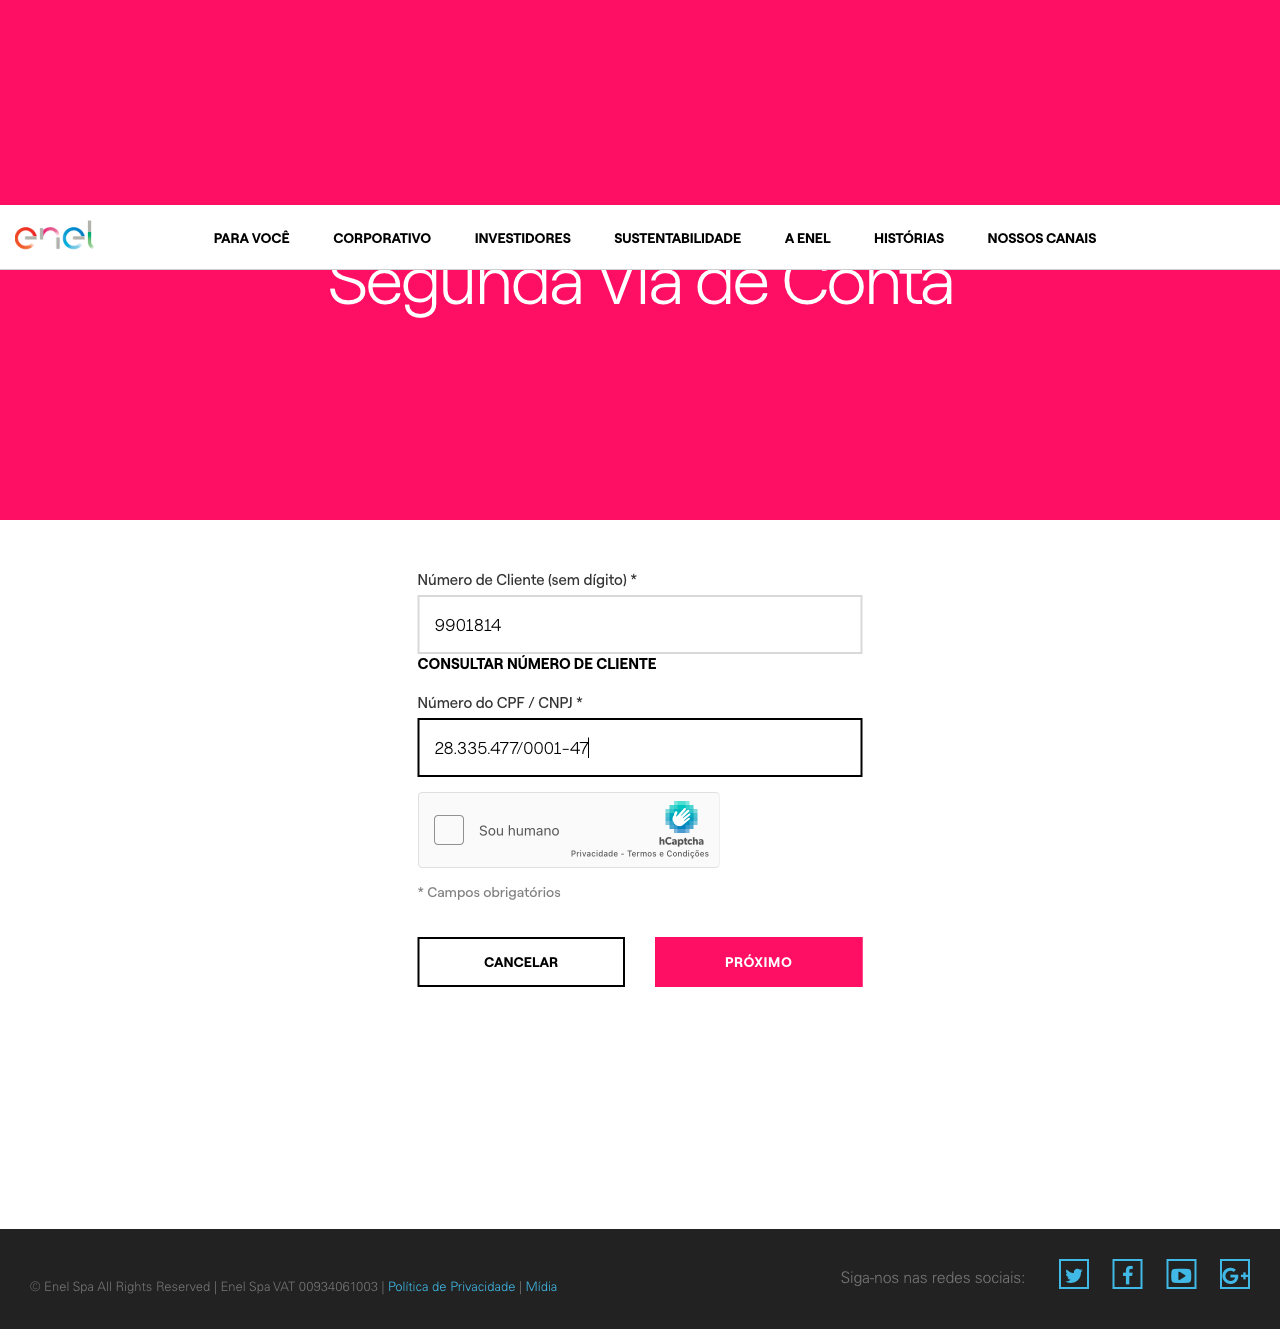 enel
PARA VOCÊ CORPORATIVO INVESTIDORES SUSTENTABILIDADE A ENEL HISTÓRIAS NOSSOS CANAIS
Segunda Via de Conta
Número de Cliente (sem dígito) *
9901814
CONSULTAR NÚMERO DE CLIENTE
Número do CPF / CNPJ *
28.335.477/0001-47
Sou humano
hCaptcha
Privacidade - Termos e Condições
* Campos obrigatórios
CANCELAR PRÓXIMO
© Enel Spa All Rights Reserved | Enel Spa VAT 00934061003 | Política de Privacidade | Mídia
Siga-nos nas redes sociais: